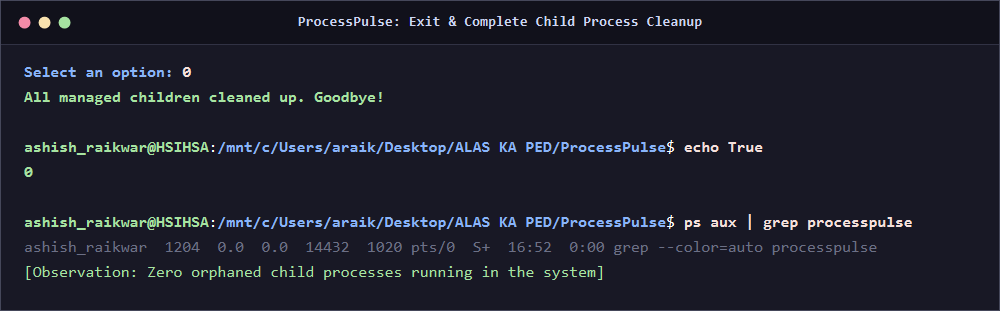 ProcessPulse: Exit & Complete Child Process Cleanup
Select an option: 0
All managed children cleaned up. Goodbye!
ashish_raikwar@HSIHSA:/mnt/c/Users/araik/Desktop/ALAS KA PED/ProcessPulse$ echo True
0
ashish_raikwar@HSIHSA:/mnt/c/Users/araik/Desktop/ALAS KA PED/ProcessPulse$ ps aux | grep processpulse
ashish_raikwar  1204  0.0  0.0  14432  1020 pts/0  S+  16:52  0:00 grep --color=auto processpulse
[Observation: Zero orphaned child processes running in the system]